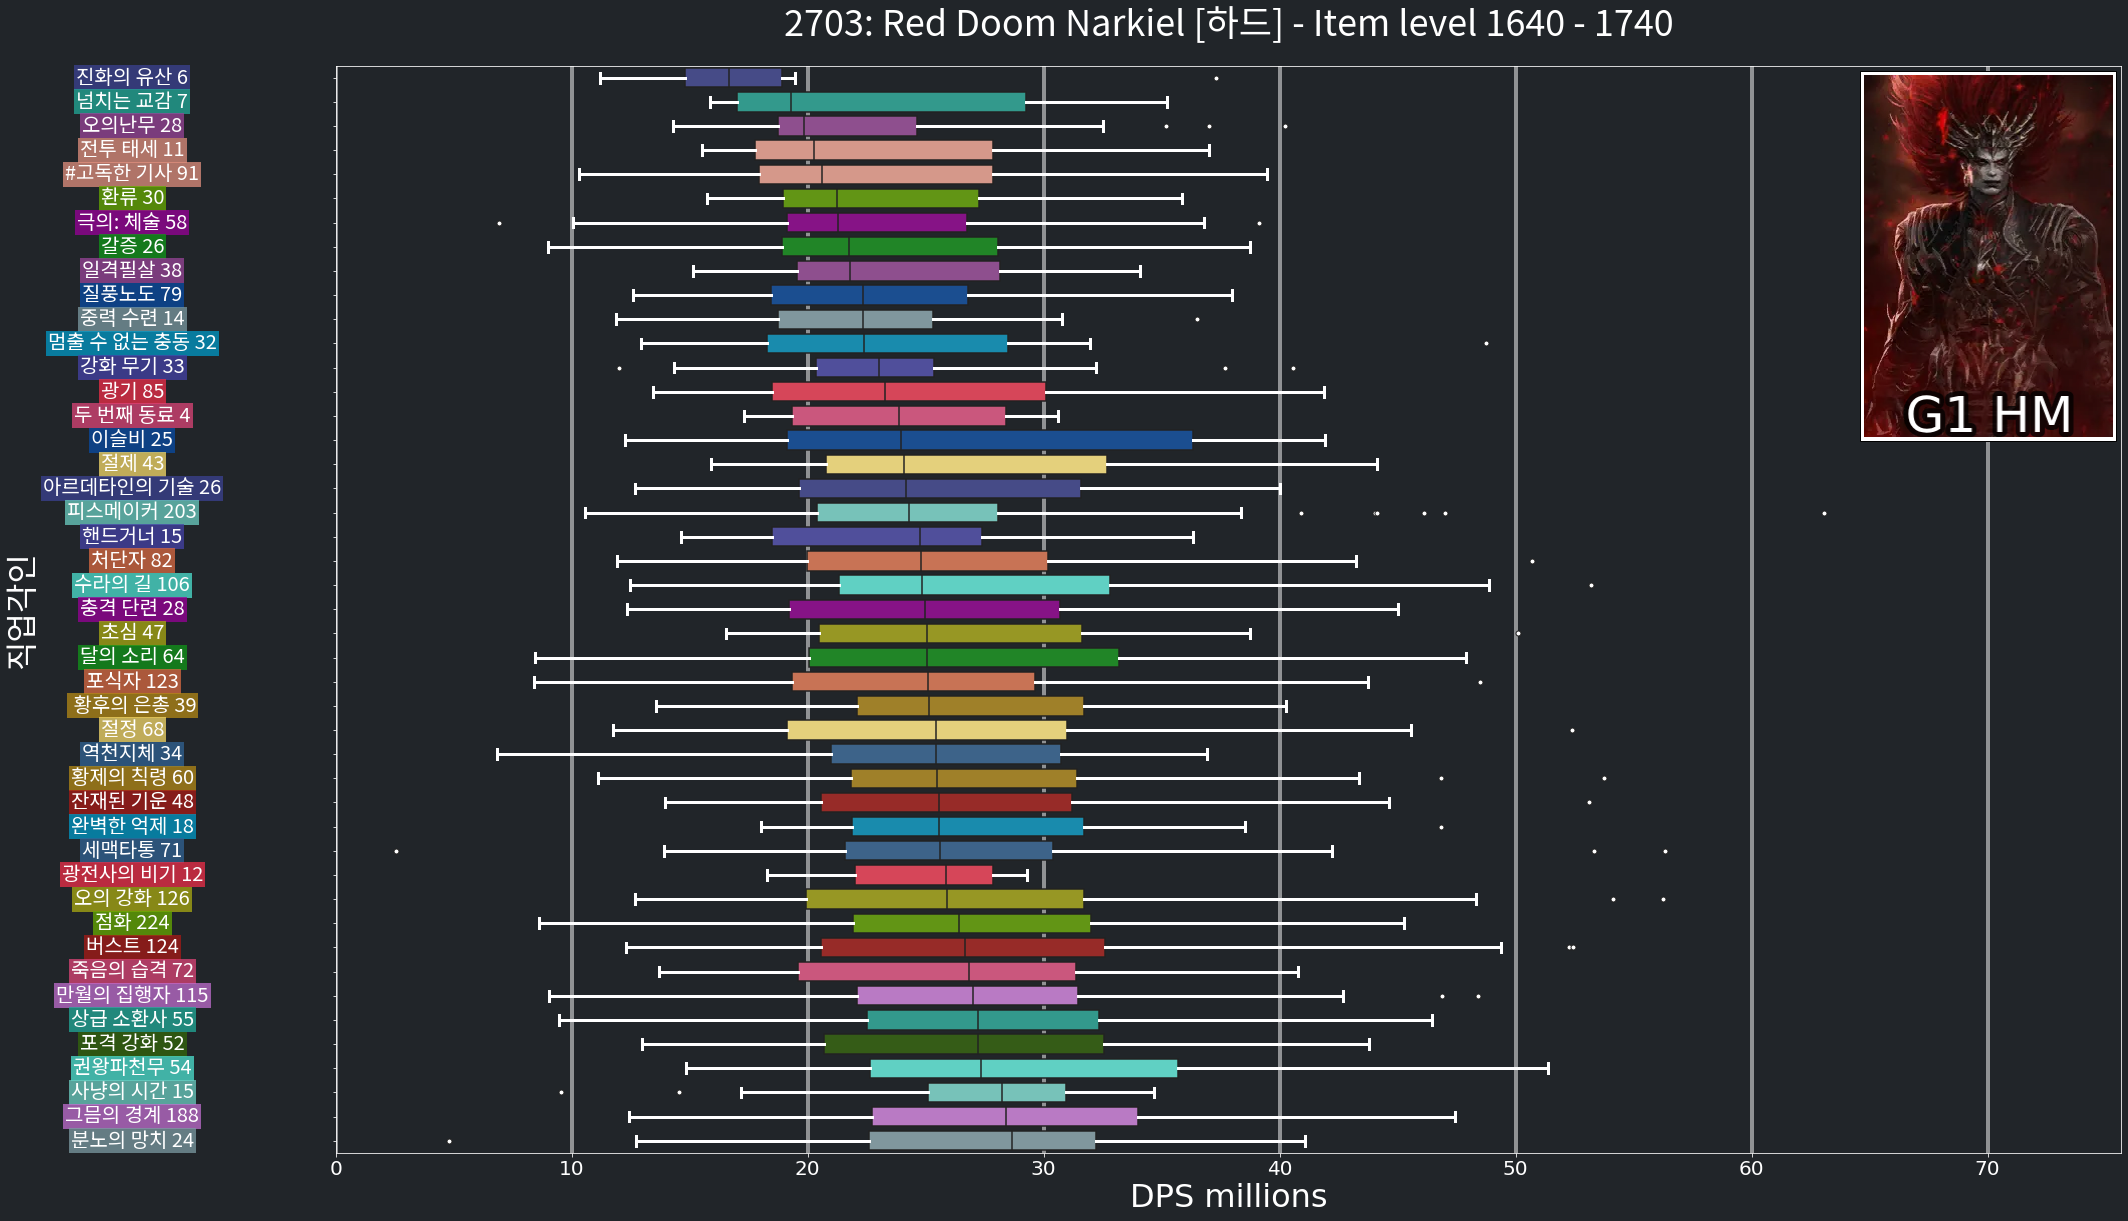 2703: Red Doom Narkiel [하드] - Item level 1640 - 1740
진화의 유산 6
넘치는 교감 7
오의난무 28
전투 태세 11
#고독한 기사 91
환류 30
극의: 체술 58
갈증 26
일격필살 38
질풍노도 79
중력 수련 14
멈출 수 없는 충동 32
강화 무기 33
광기 85
두 번째 동료 4
이슬비 25
절제 43
아르데타인의 기술 26
피스메이커 203
핸드거너 15
처단자 82
수라의 길 106
충격 단련 28
초심 47
달의 소리 64
포식자 123
황후의 은총 39
절정 68
역천지체 34
황제의 칙령 60
잔재된 기운 48
완벽한 억제 18
세맥타통 71
광전사의 비기 12
오의 강화 126
점화 224
버스트 124
죽음의 습격 72
만월의 집행자 115
상급 소환사 55
포격 강화 52
권왕파천무 54
사냥의 시간 15
그믐의 경계 188
분노의 망치 24
직업각인
G1 HM
0 10 20 30 40 50 60 70
DPS millions